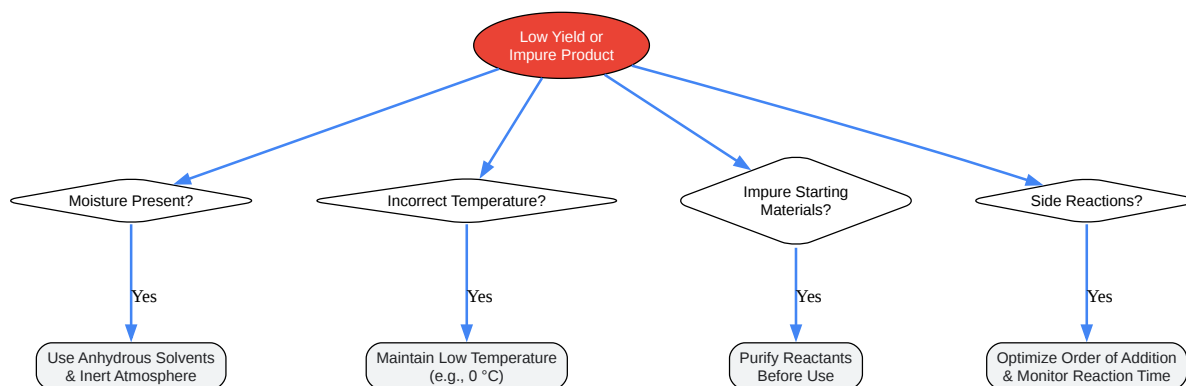 Low Yield or
Impure Product
Moisture Present?
Incorrect Temperature?
Impure Starting
Materials?
Side Reactions?
Yes
Yes
Yes
Yes
Use Anhydrous Solvents
& Inert Atmosphere
Maintain Low Temperature
(e.g., 0 °C)
Purify Reactants
Before Use
Optimize Order of Addition
& Monitor Reaction Time